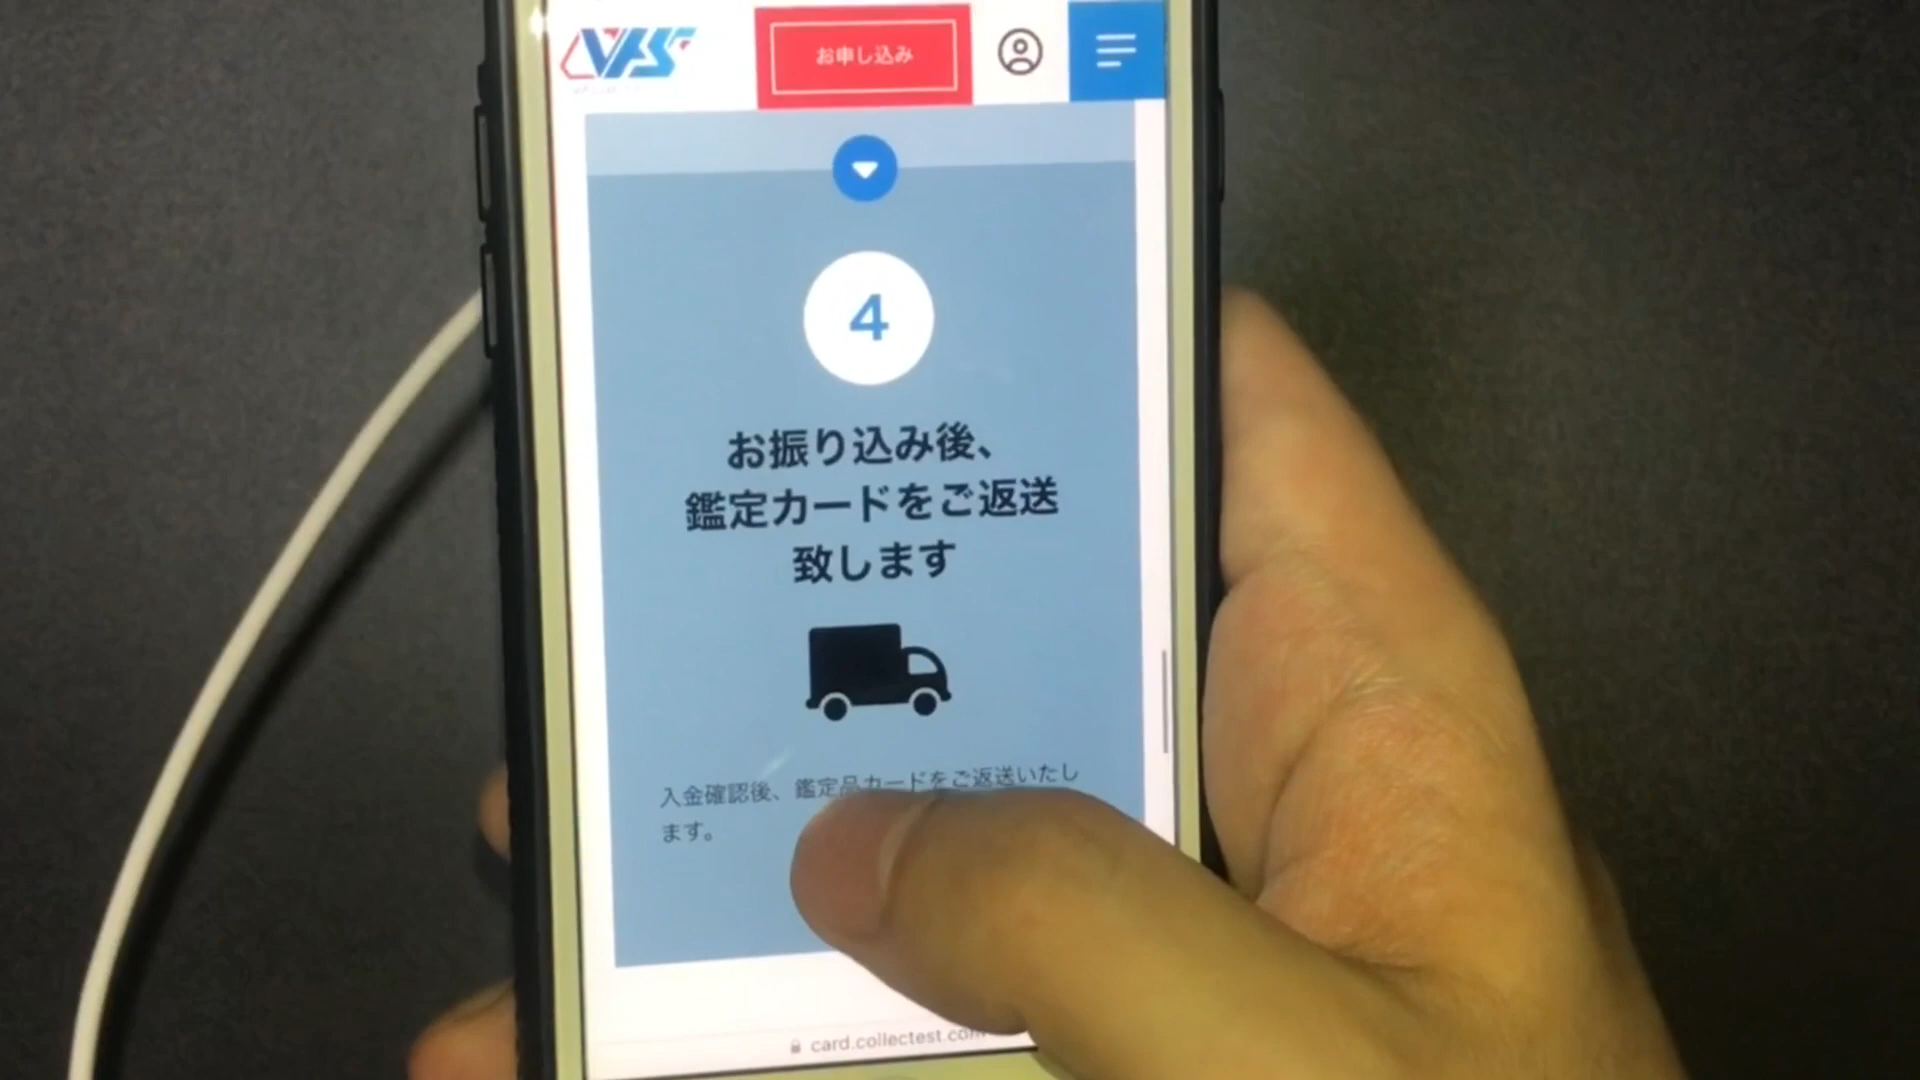 お申し込み
4
お振り込み後、
鑑定カードをご返送
致します
入金確認後、鑑定品カードをご返送いたし
ます。
card.collectest.com